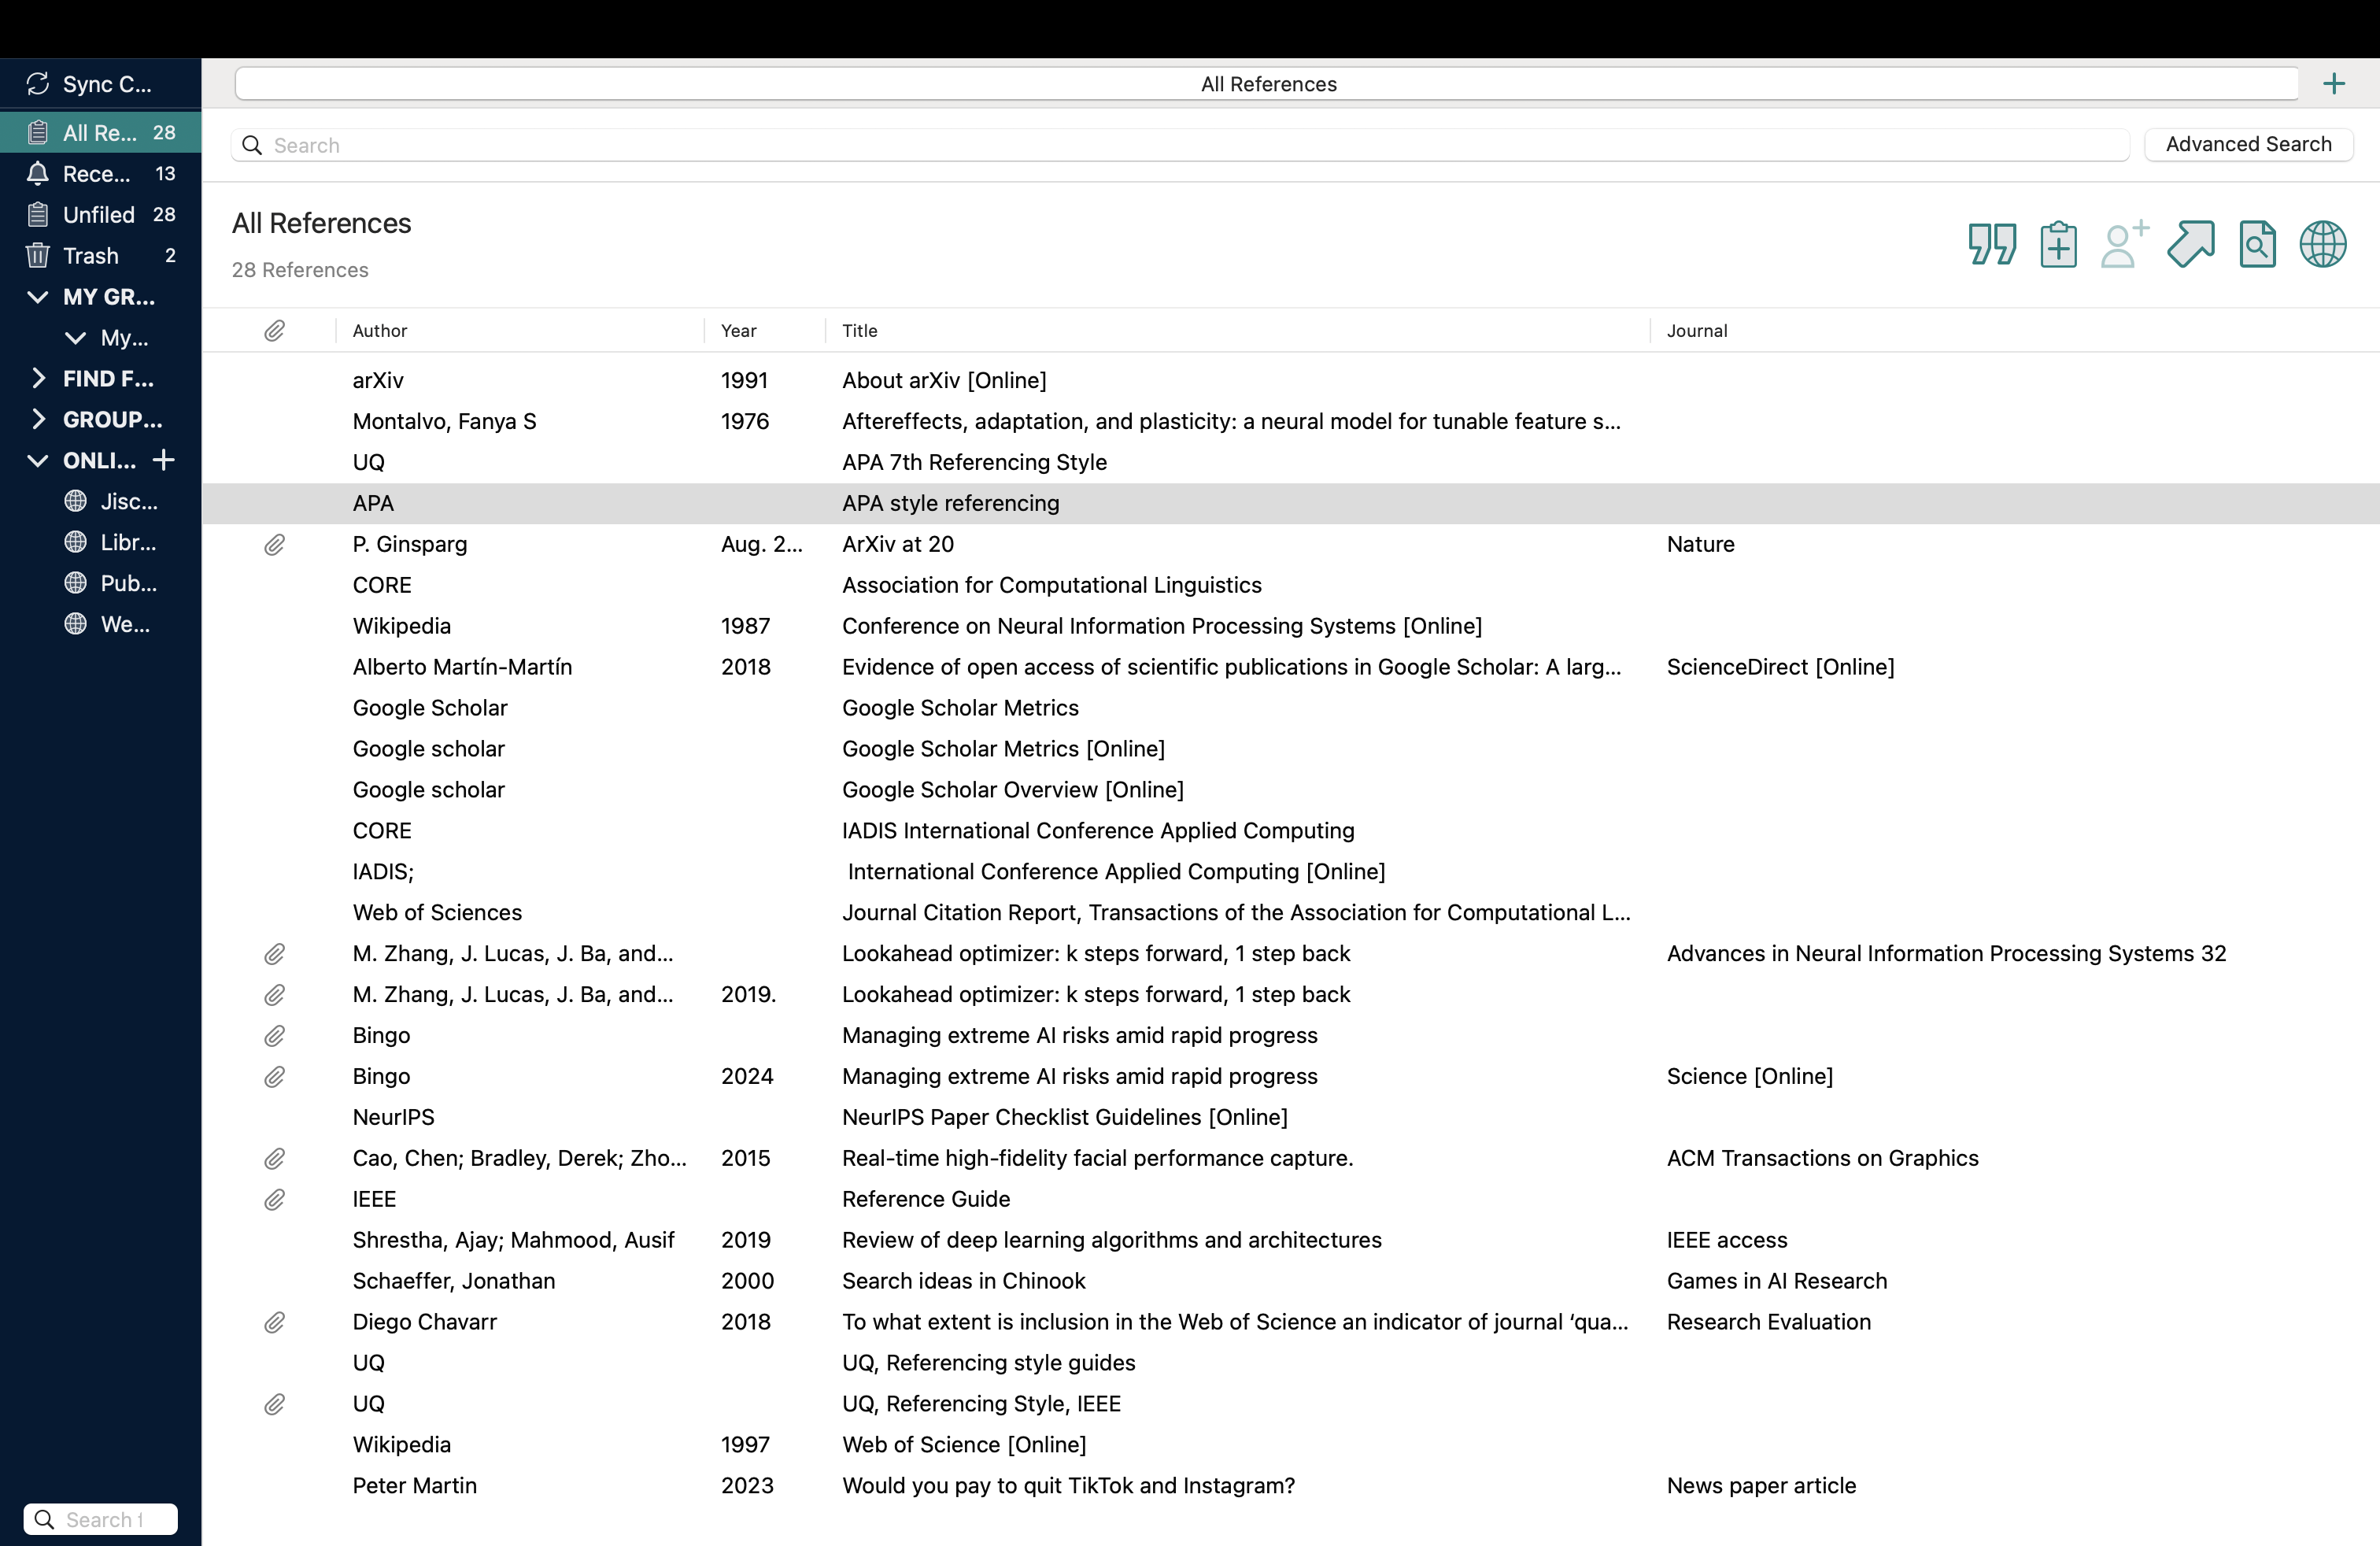 Sync C...
All Re... 28
Rece... 13
Unfiled 28
Trash 2
MY GR...
My...
FIND F...
GROUP...
ONLI...
Jisc...
Libr...
Pub...
We...
Search f
All References
Search
Advanced Search
All References
28 References
Author Year Title Journal
arXiv 1991 About arXiv [Online]
Montalvo, Fanya S 1976 Aftereffects, adaptation, and plasticity: a neural model for tunable feature s...
UQ APA 7th Referencing Style
APA APA style referencing
P. Ginsparg Aug. 2... ArXiv at 20 Nature
CORE Association for Computational Linguistics
Wikipedia 1987 Conference on Neural Information Processing Systems [Online]
Alberto Martín-Martín 2018 Evidence of open access of scientific publications in Google Scholar: A larg... ScienceDirect [Online]
Google Scholar Google Scholar Metrics
Google scholar Google Scholar Metrics [Online]
Google scholar Google Scholar Overview [Online]
CORE IADIS International Conference Applied Computing
IADIS; International Conference Applied Computing [Online]
Web of Sciences Journal Citation Report, Transactions of the Association for Computational L...
M. Zhang, J. Lucas, J. Ba, and... Lookahead optimizer: k steps forward, 1 step back Advances in Neural Information Processing Systems 32
M. Zhang, J. Lucas, J. Ba, and... 2019. Lookahead optimizer: k steps forward, 1 step back
Bingo Managing extreme AI risks amid rapid progress
Bingo 2024 Managing extreme AI risks amid rapid progress Science [Online]
NeurIPS NeurIPS Paper Checklist Guidelines [Online]
Cao, Chen; Bradley, Derek; Zho... 2015 Real-time high-fidelity facial performance capture. ACM Transactions on Graphics
IEEE Reference Guide
Shrestha, Ajay; Mahmood, Ausif 2019 Review of deep learning algorithms and architectures IEEE access
Schaeffer, Jonathan 2000 Search ideas in Chinook Games in AI Research
Diego Chavarr 2018 To what extent is inclusion in the Web of Science an indicator of journal ‘qua... Research Evaluation
UQ UQ, Referencing style guides
UQ UQ, Referencing Style, IEEE
Wikipedia 1997 Web of Science [Online]
Peter Martin 2023 Would you pay to quit TikTok and Instagram? News paper article